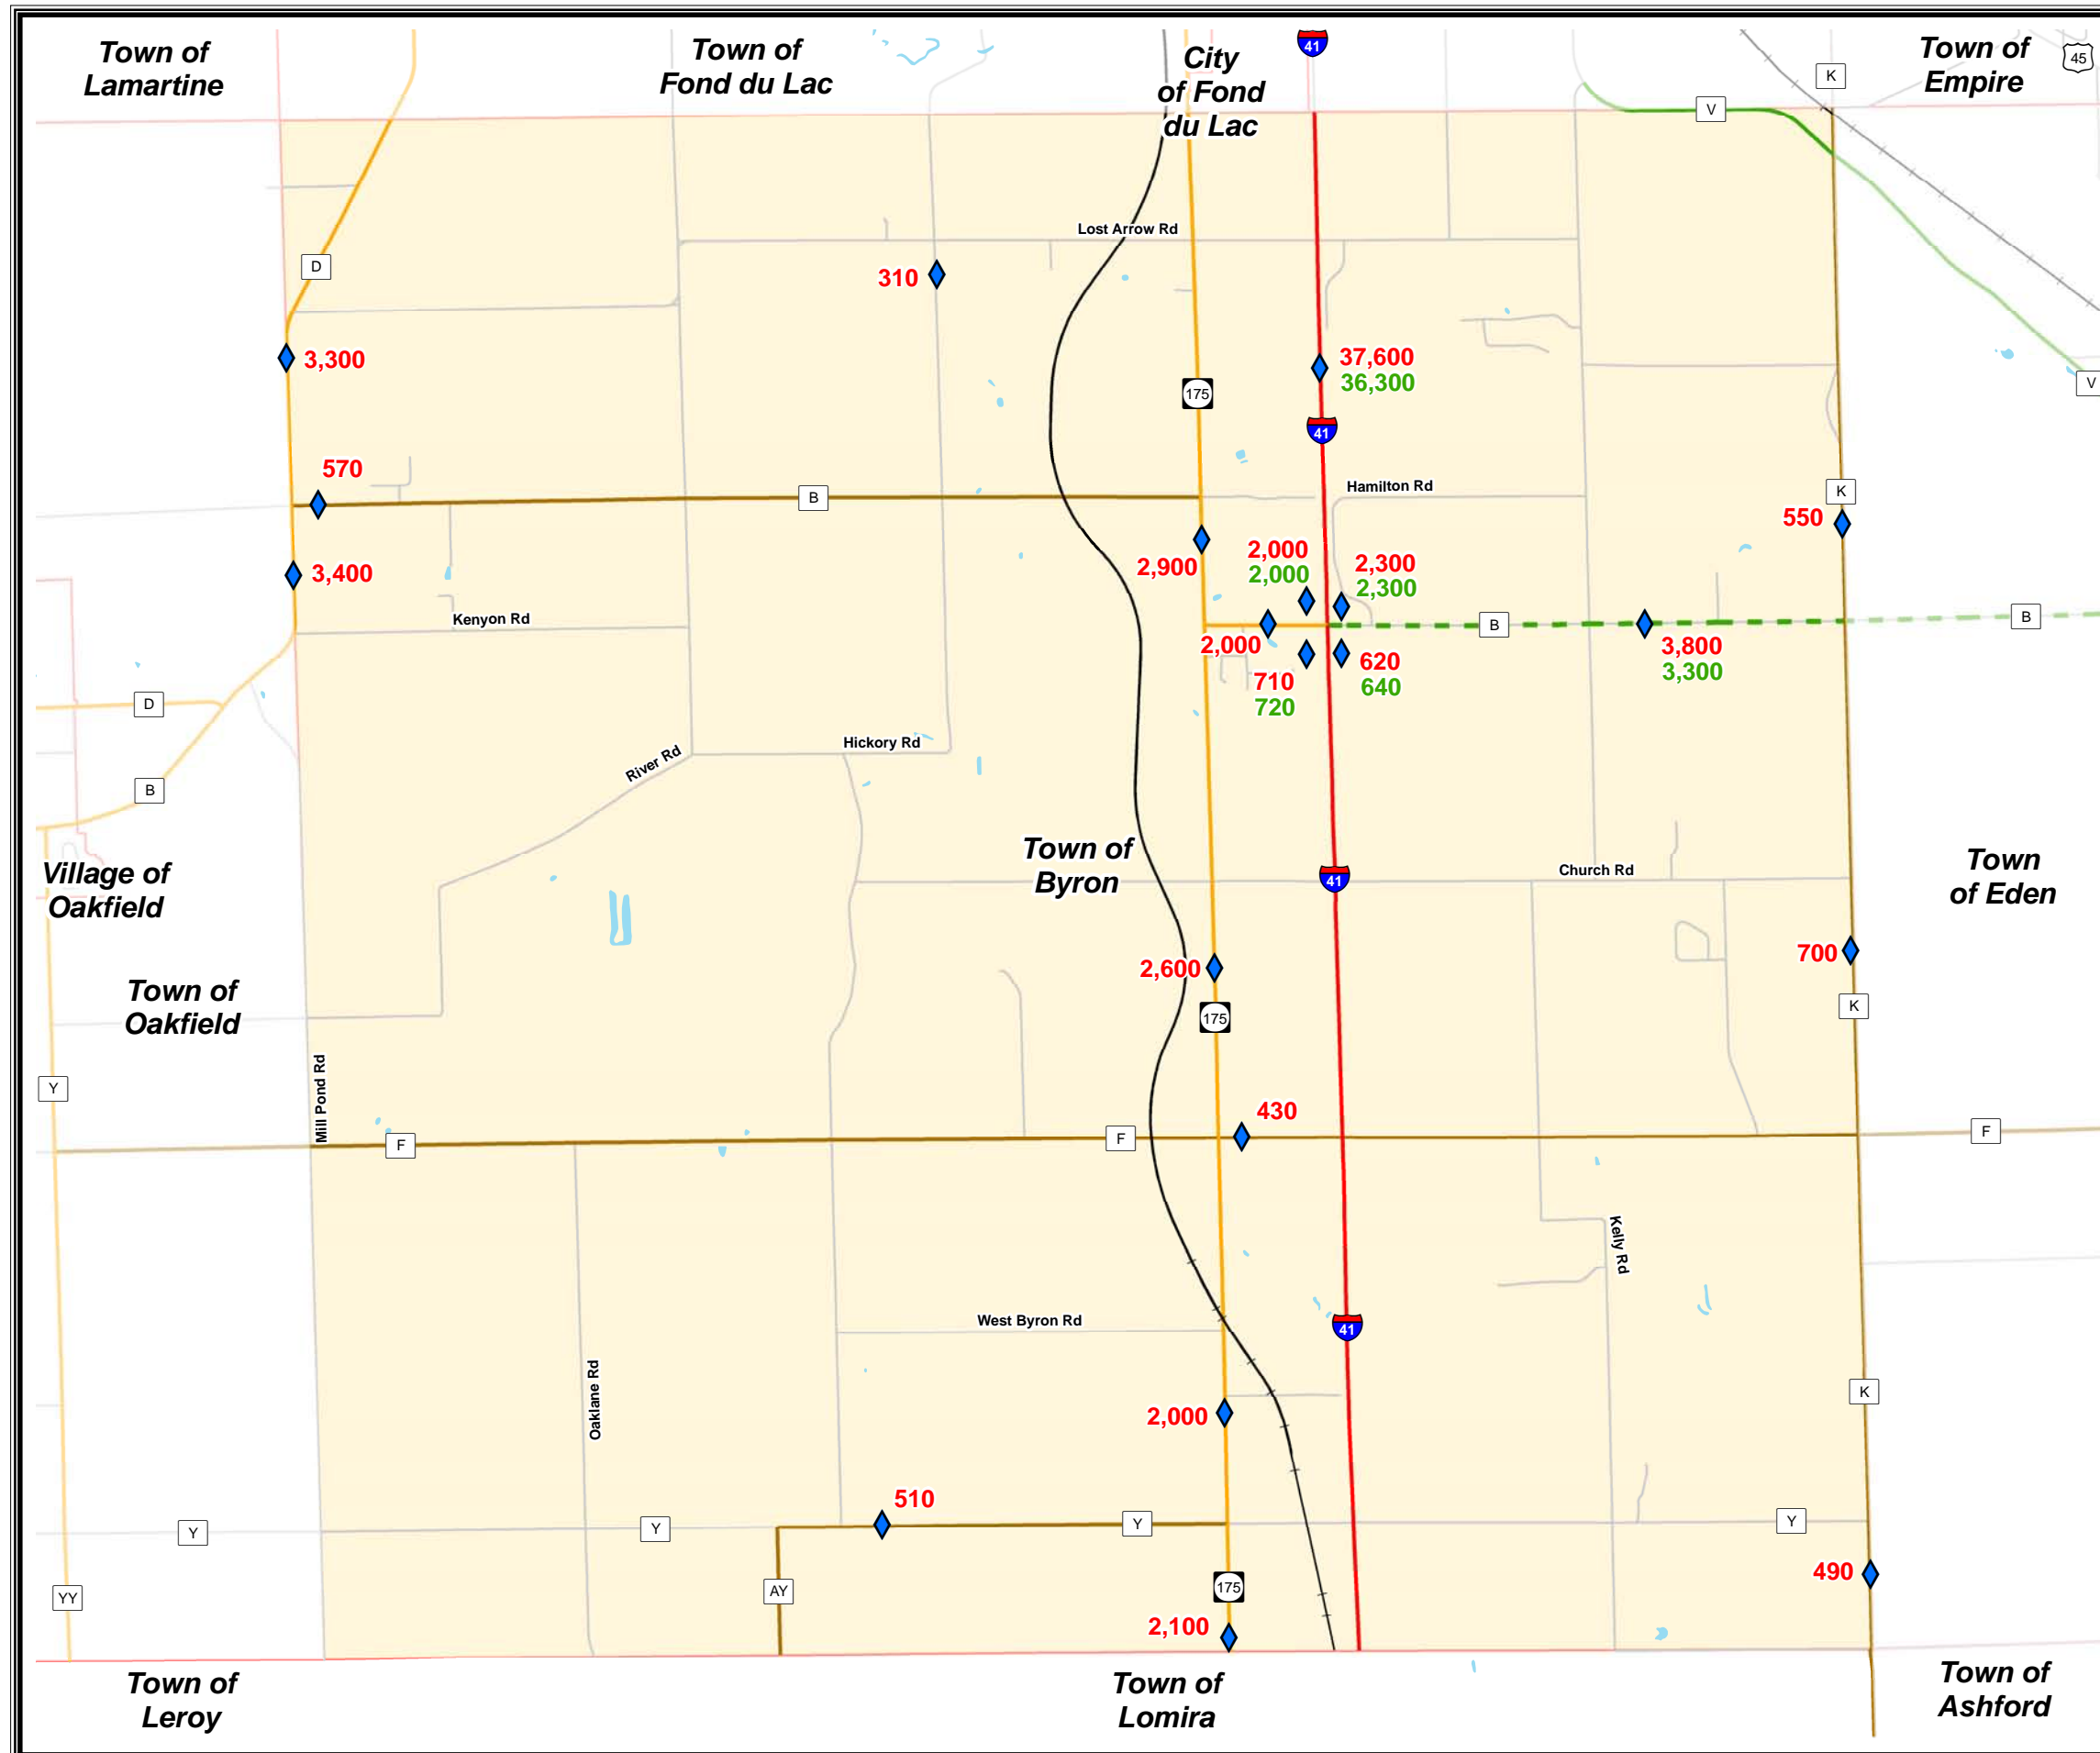 Town of
Lamartine
Town of
Fond du Lac
City
of Fond
du Lac
41
K
Town of
Empire
45
V
Lost Arrow Rd
D
310
3,300
37,600
36,300
V
175
41
570
B
Hamilton Rd
K
550
2,900
2,000
2,000
2,300
2,300
3,400
Kenyon Rd
B
B
2,000
3,800
3,300
710
720
620
640
D
River Rd
Hickory Rd
B
Town of
Byron
Church Rd
41
Village of
Oakfield
Town
of Eden
700
2,600
Town of
Oakfield
K
175
Y
Mill Pond Rd
430
F
F
F
Kelly Rd
West Byron Rd
41
Oaklane Rd
K
2,000
510
Y
Y
Y
Y
490
YY
AY
175
2,100
Town of
Leroy
Town of
Lomira
Town of
Ashford